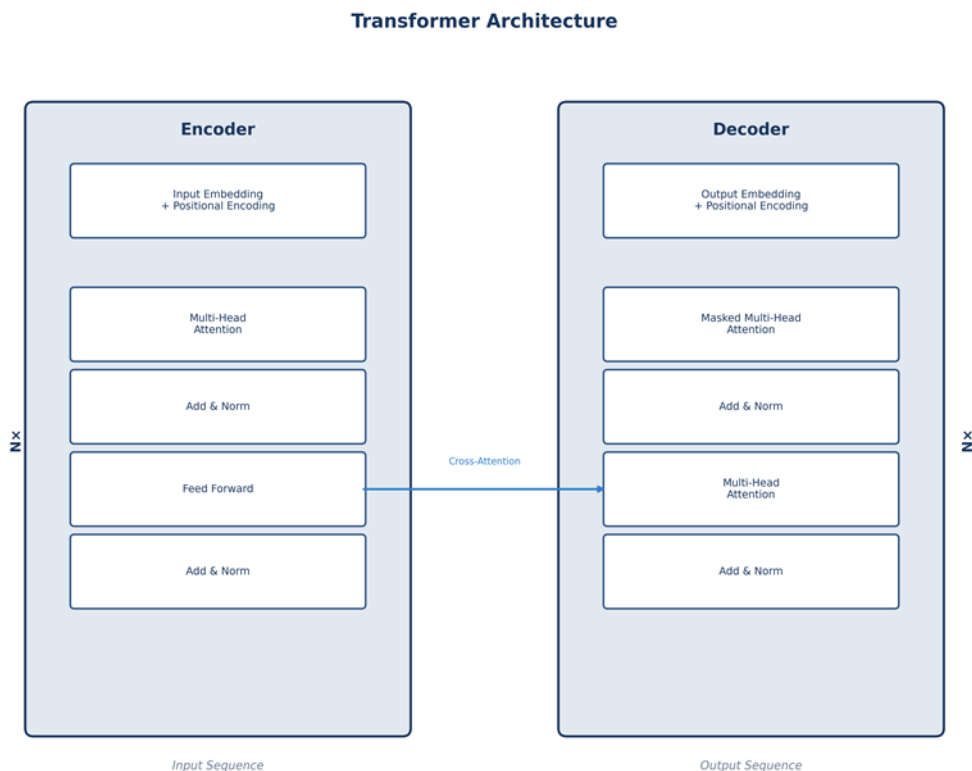 Transformer Architecture
Encoder
Input Embedding
+ Positional Encoding
Multi-Head
Attention
Add & Norm
Feed Forward
Add & Norm
N×
Input Sequence
Cross-Attention
Decoder
Output Embedding
+ Positional Encoding
Masked Multi-Head
Attention
Add & Norm
Multi-Head
Attention
Add & Norm
N×
Output Sequence